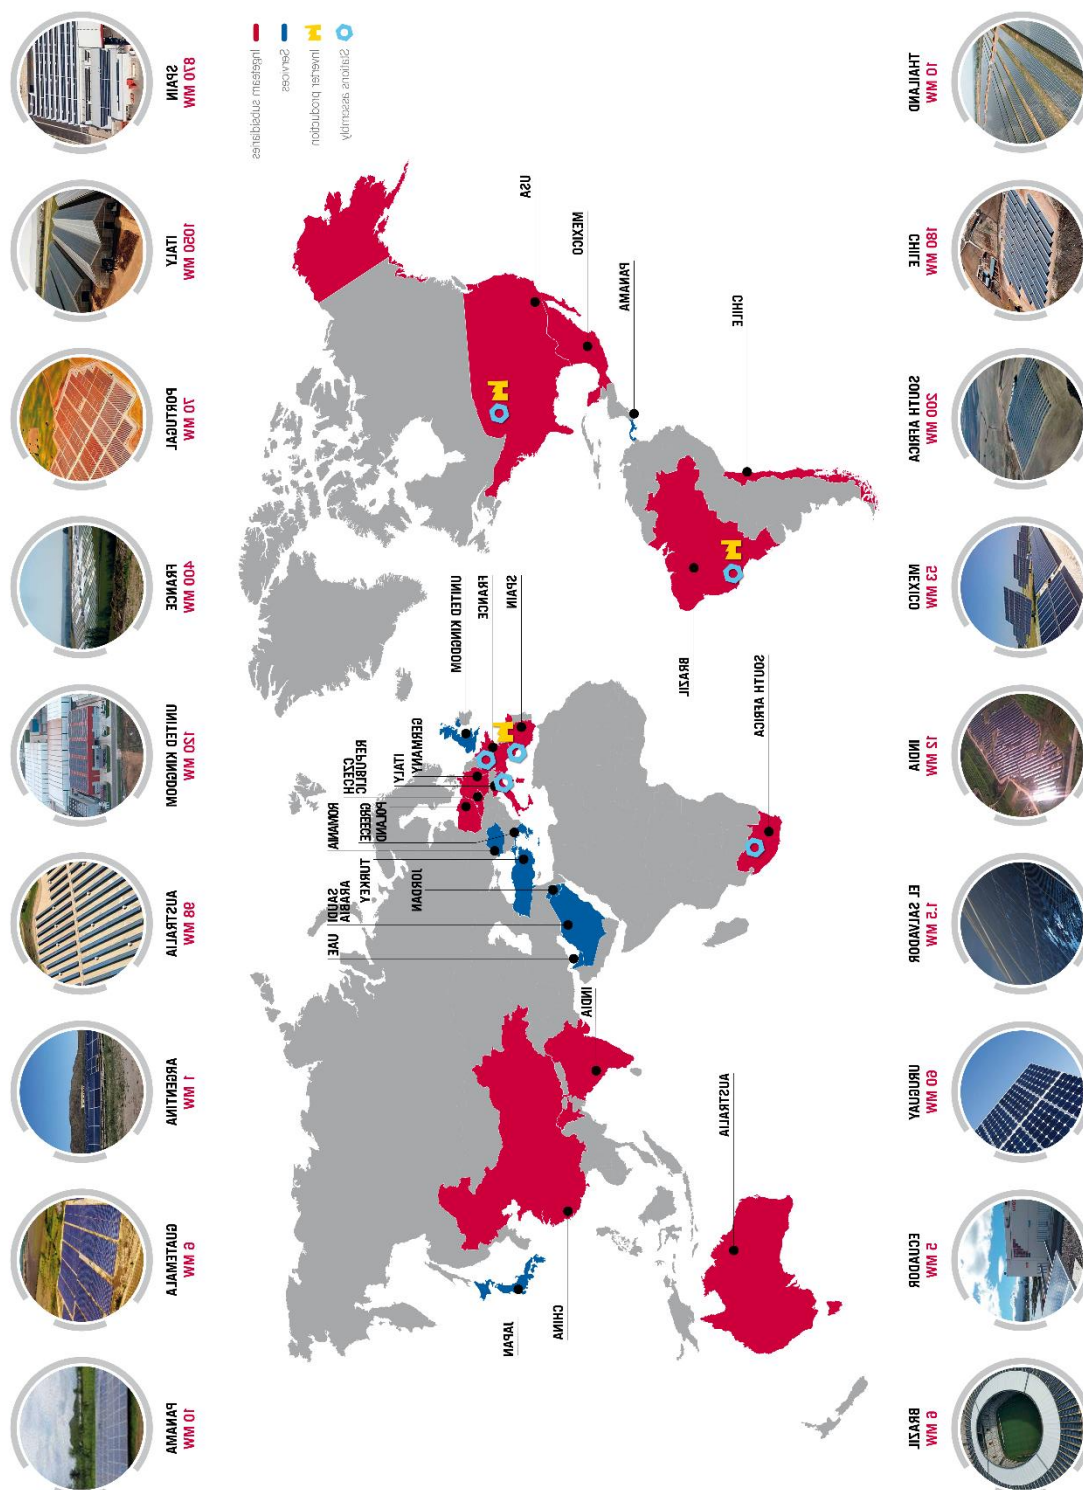 SPAIN
870 MW
ITALY
1050 MW
PORTUGAL
70 MW
FRANCE
400 MW
UNITED KINGDOM
120 MW
AUSTRALIA
98 MW
ARGENTINA
1 MW
GUATEMALA
6 MW
PANAMA
10 MW
Ingeteam subsidiaries
Services
Inverter production
Stations assembly
USA
MEXICO
PANAMA
CHILE
BRAZIL
SOUTH AFRICA
UNITED KINGDOM
FRANCE
SPAIN
GERMANY
ITALY
CZECH
REPUBLIC
POLAND
GREECE
ROMANIA
TURKEY
JORDAN
SAUDI
ARABIA
UAE
INDIA
CHINA
JAPAN
AUSTRALIA
THAILAND
10 MW
CHILE
180 MW
SOUTH AFRICA
200 MW
MEXICO
53 MW
INDIA
12 MW
EL SALVADOR
1.5 MW
URUGUAY
60 MW
ECUADOR
5 MW
BRAZIL
6 MW